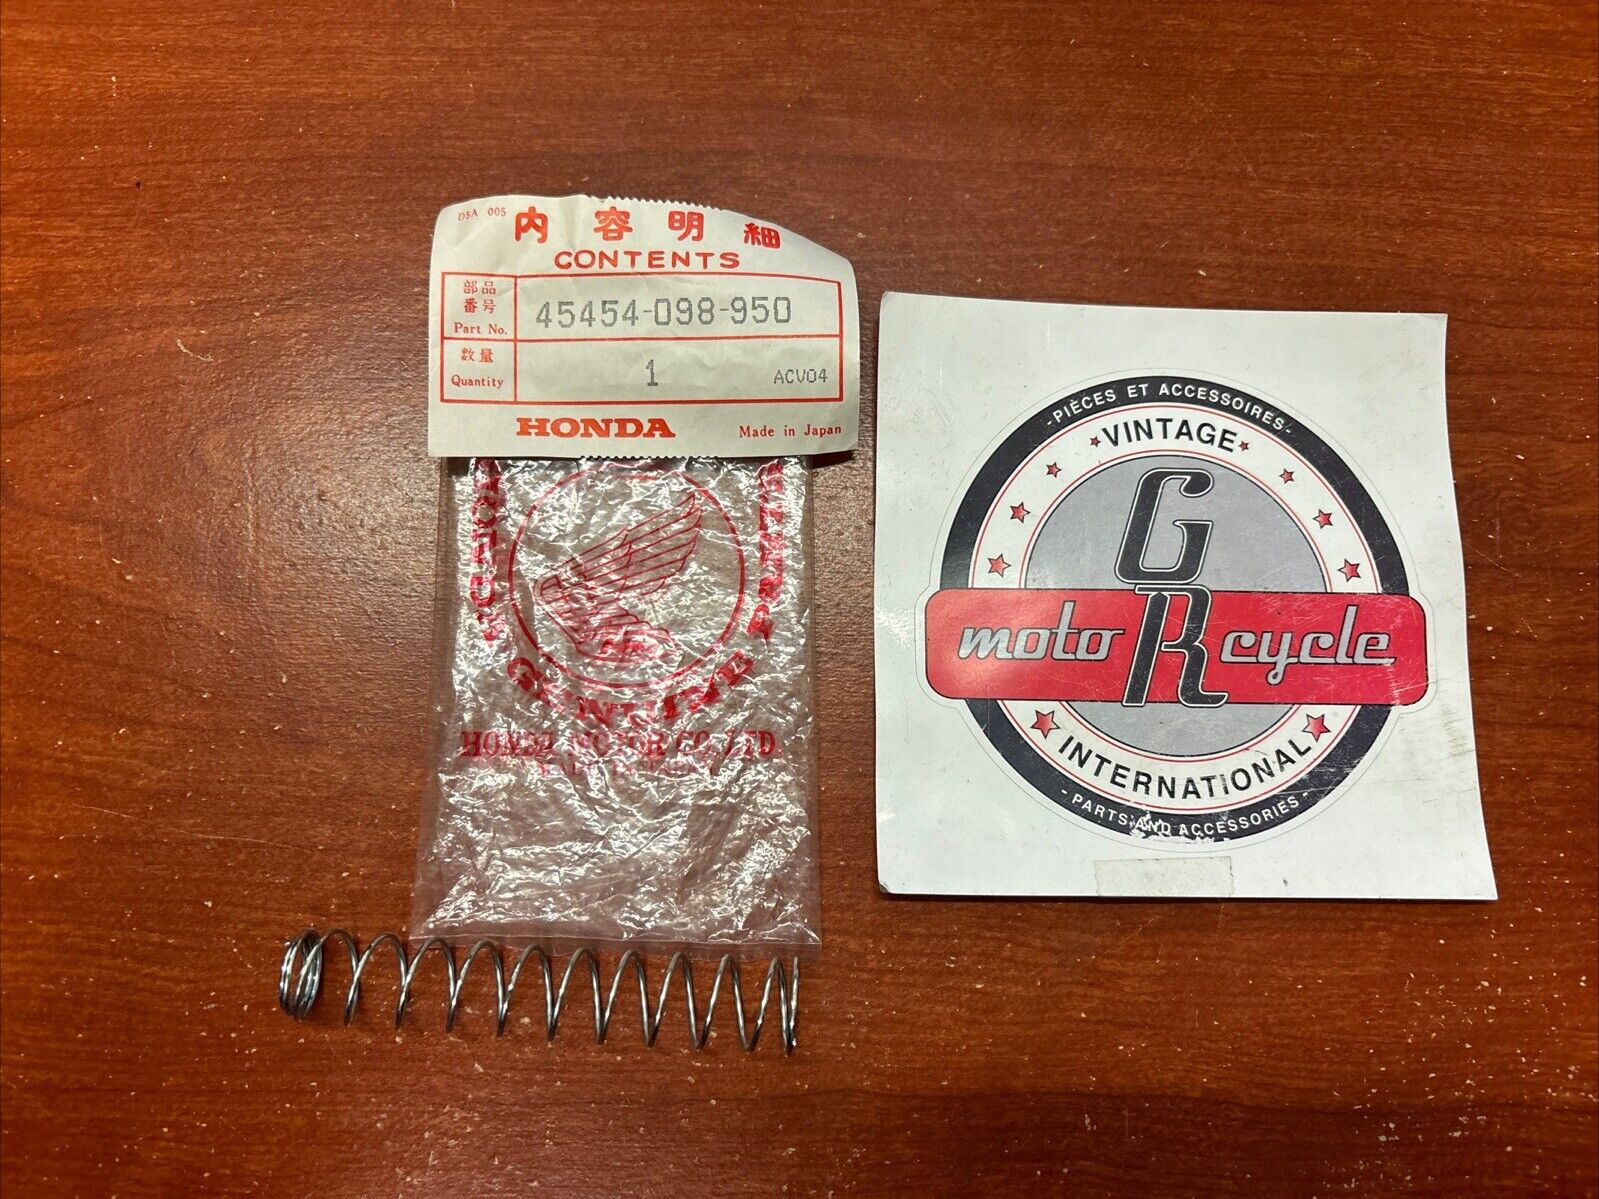 D5A 005
内容明細
CONTENTS
部品
番号
Part No.
45454-098-950
数量
Quantity
1
ACV04
HONDA
Made in Japan
GENUINE
HONDA MOTOR CO., LTD.
- PIÈCES ET ACCESSOIRES -
VINTAGE
G
moto R cycle
INTERNATIONAL
- PARTS AND ACCESSORIES -